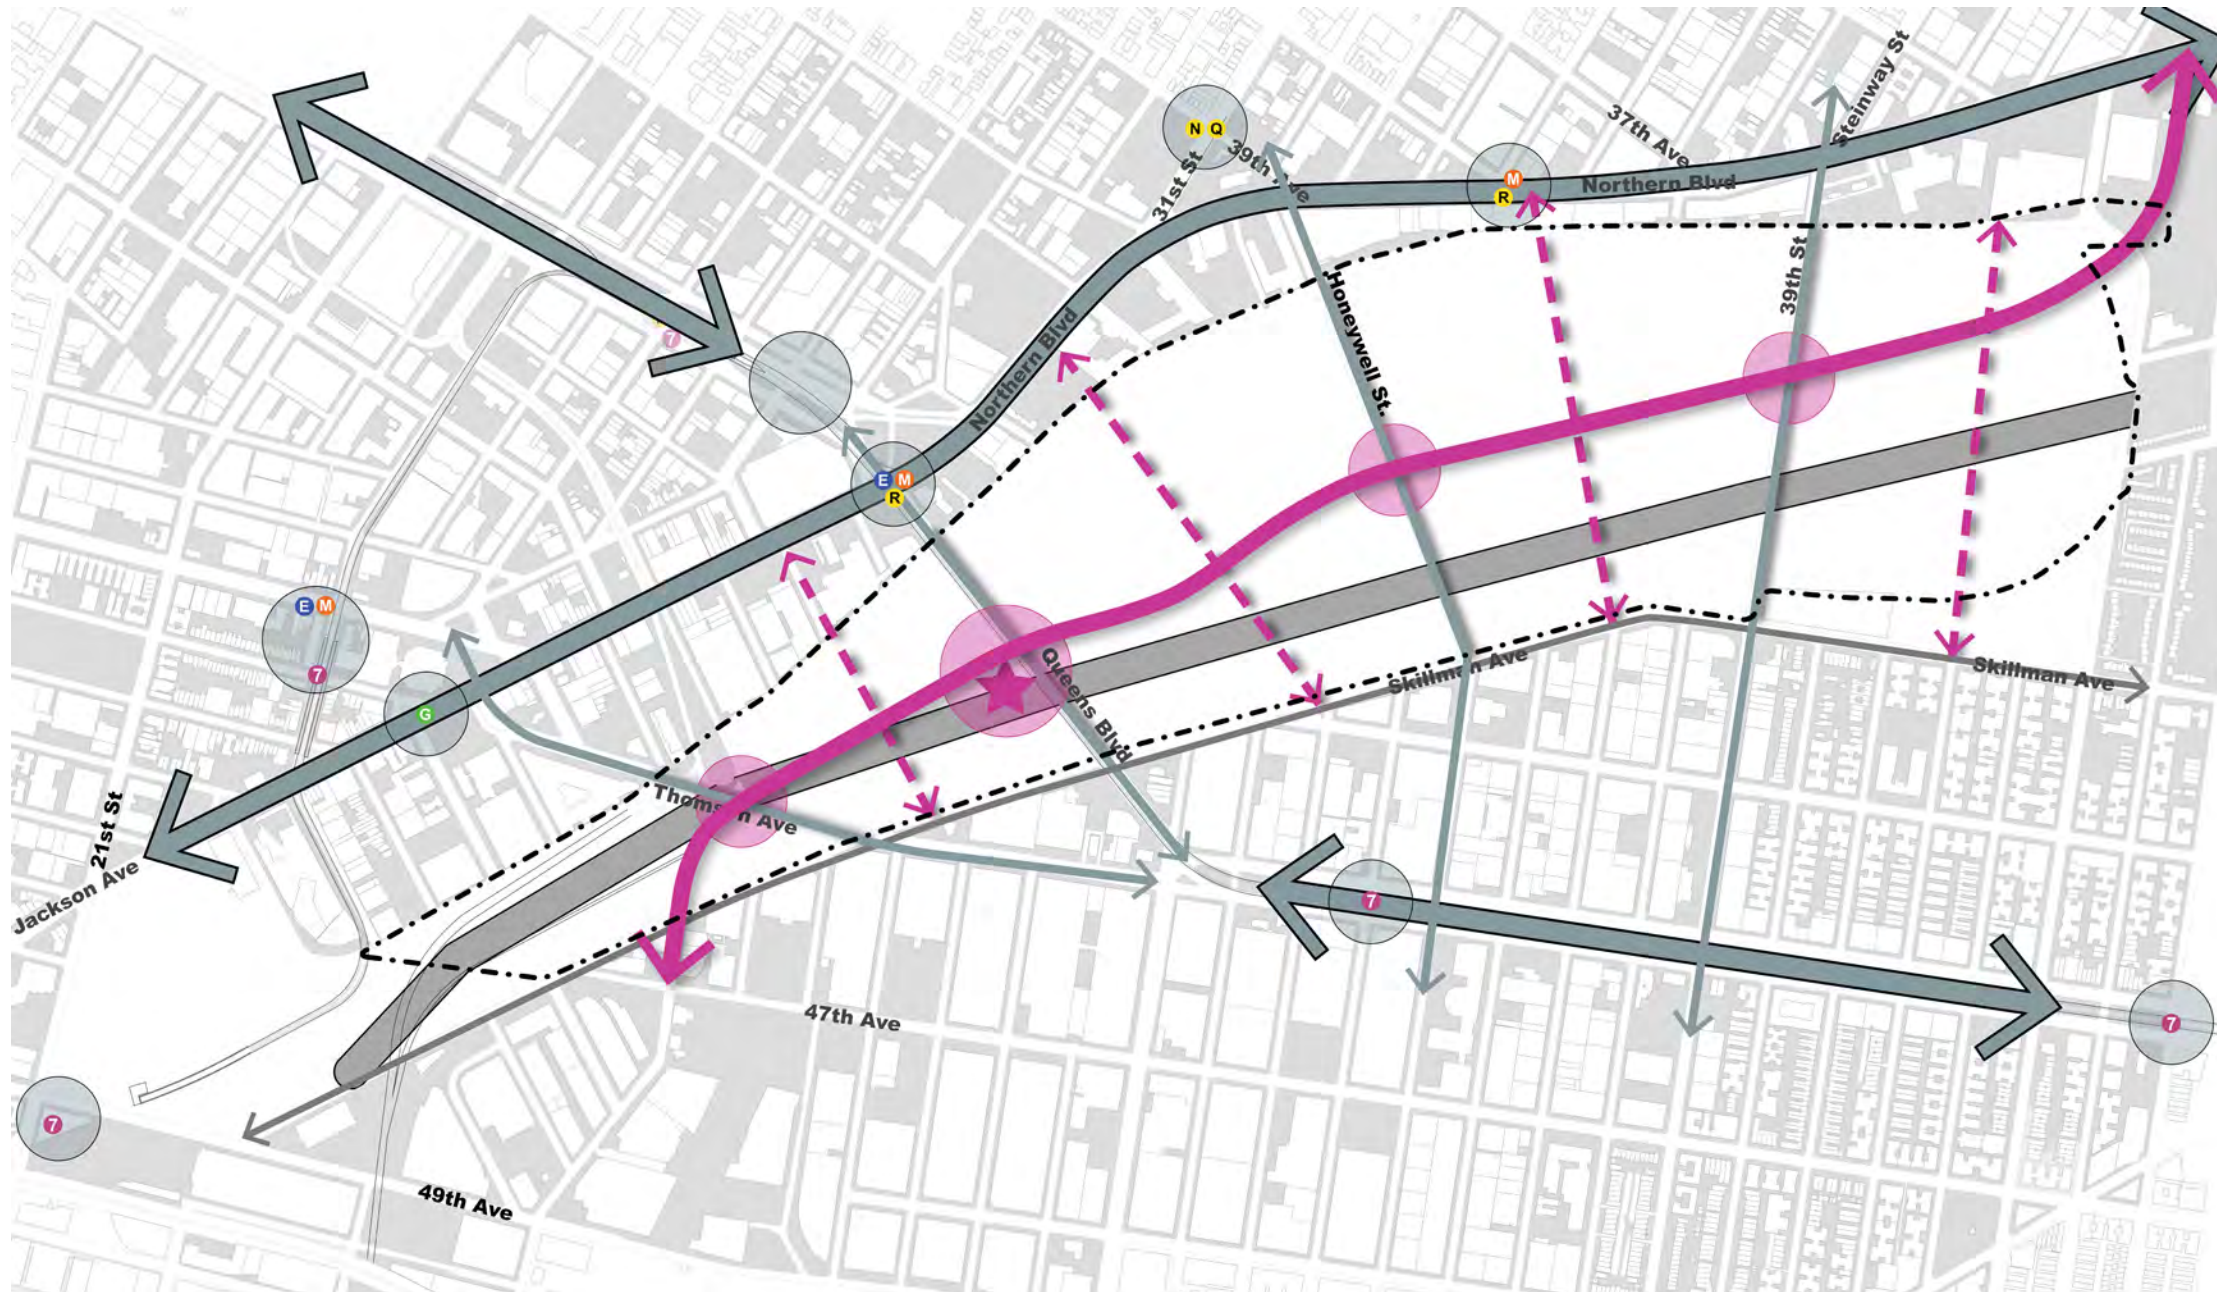 Steinway St
37th Ave
N Q
39th Ave
31st St
M
R
Northern Blvd
39th St
Honeywell St.
7
Northern Blvd
E M
R
E M
7
G
Queens Blvd
Skillman Ave
Skillman Ave
Thomson Ave
21st St
Jackson Ave
7
47th Ave
7
7
49th Ave